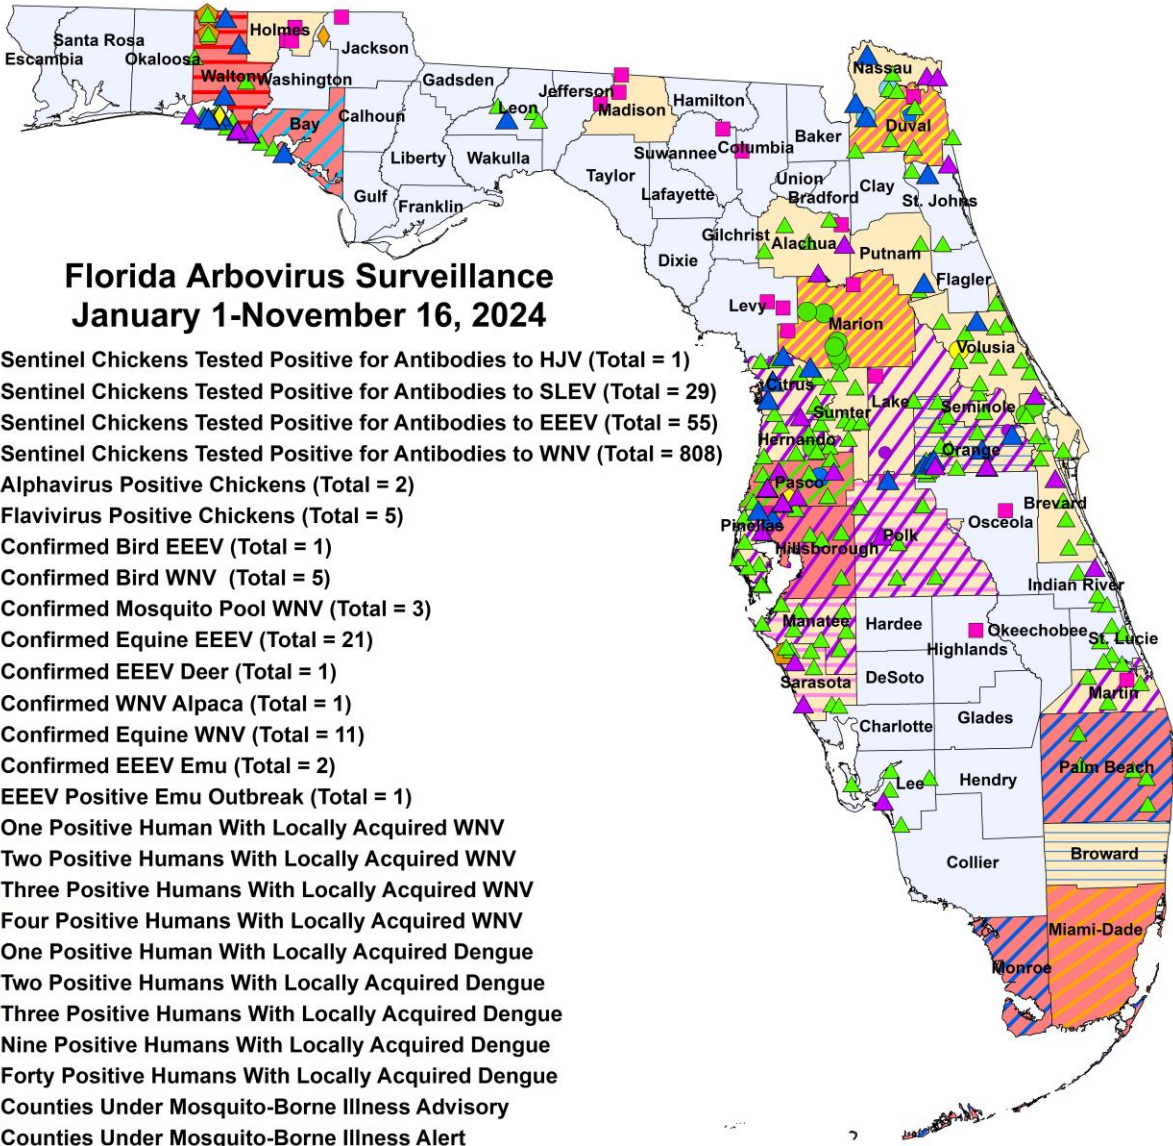 Holmes
Santa Rosa
Jackson
Escambia
Okaloosa
Walton
Washington
Gadsden
Nassau
Jefferson
Leon
Madison
Hamilton
Calhoun
Bay
Duval
Baker
Columbia
Suwannee
Liberty
Wakulla
Taylor
Union
Lafayette
Bradford
Clay
Gulf
Franklin
St. Johns
Gilchrist
Alachua
Putnam
Dixie
Flagler
Florida Arbovirus Surveillance
January 1-November 16, 2024
Levy
Marion
Volusia
Sentinel Chickens Tested Positive for Antibodies to HJV (Total = 1)
Sentinel Chickens Tested Positive for Antibodies to SLEV (Total = 29)
Sentinel Chickens Tested Positive for Antibodies to EEEV (Total = 55)
Sentinel Chickens Tested Positive for Antibodies to WNV (Total = 808)
Alphavirus Positive Chickens (Total = 2)
Flavivirus Positive Chickens (Total = 5)
Confirmed Bird EEEV (Total = 1)
Confirmed Bird WNV (Total = 5)
Confirmed Mosquito Pool WNV (Total = 3)
Confirmed Equine EEEV (Total = 21)
Confirmed EEEV Deer (Total = 1)
Confirmed WNV Alpaca (Total = 1)
Confirmed Equine WNV (Total = 11)
Confirmed EEEV Emu (Total = 2)
EEEV Positive Emu Outbreak (Total = 1)
One Positive Human With Locally Acquired WNV
Two Positive Humans With Locally Acquired WNV
Three Positive Humans With Locally Acquired WNV
Four Positive Humans With Locally Acquired WNV
One Positive Human With Locally Acquired Dengue
Two Positive Humans With Locally Acquired Dengue
Three Positive Humans With Locally Acquired Dengue
Nine Positive Humans With Locally Acquired Dengue
Forty Positive Humans With Locally Acquired Dengue
Counties Under Mosquito-Borne Illness Advisory
Counties Under Mosquito-Borne Illness Alert
Citrus
Lake
Seminole
Sumter
Hernando
Orange
Pasco
Brevard
Osceola
Pinellas
Polk
Hillsborough
Indian River
Manatee
Hardee
Okeechobee
St. Lucie
Highlands
DeSoto
Sarasota
Martin
Glades
Charlotte
Palm Beach
Lee
Hendry
Broward
Collier
Miami-Dade
Monroe